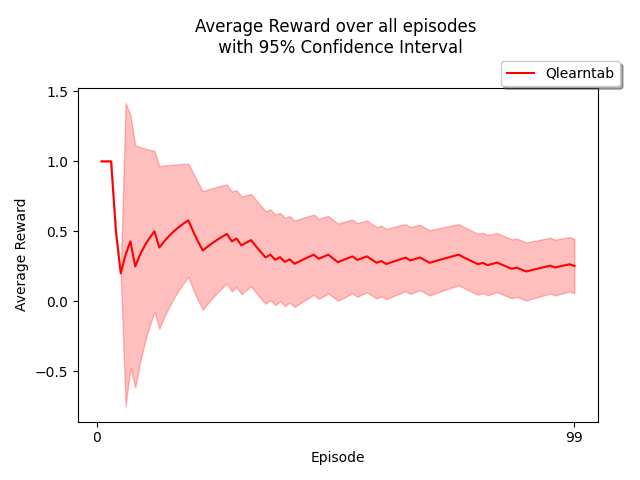 Average Reward over all episodes
with 95% Confidence Interval
Qlearntab
1.5
1.0
0.5
0.0
−0.5
Average Reward
0
99
Episode